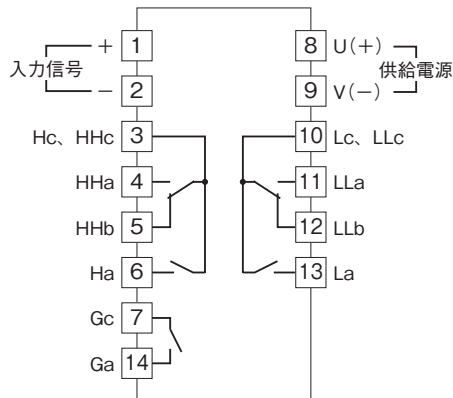 入力信号
+ 1
− 2
Hc、HHc 3
HHa 4
HHb 5
Ha 6
Gc 7
Ga 14
8 U(+)
9 V(−)
供給電源
10 Lc、LLc
11 LLa
12 LLb
13 La